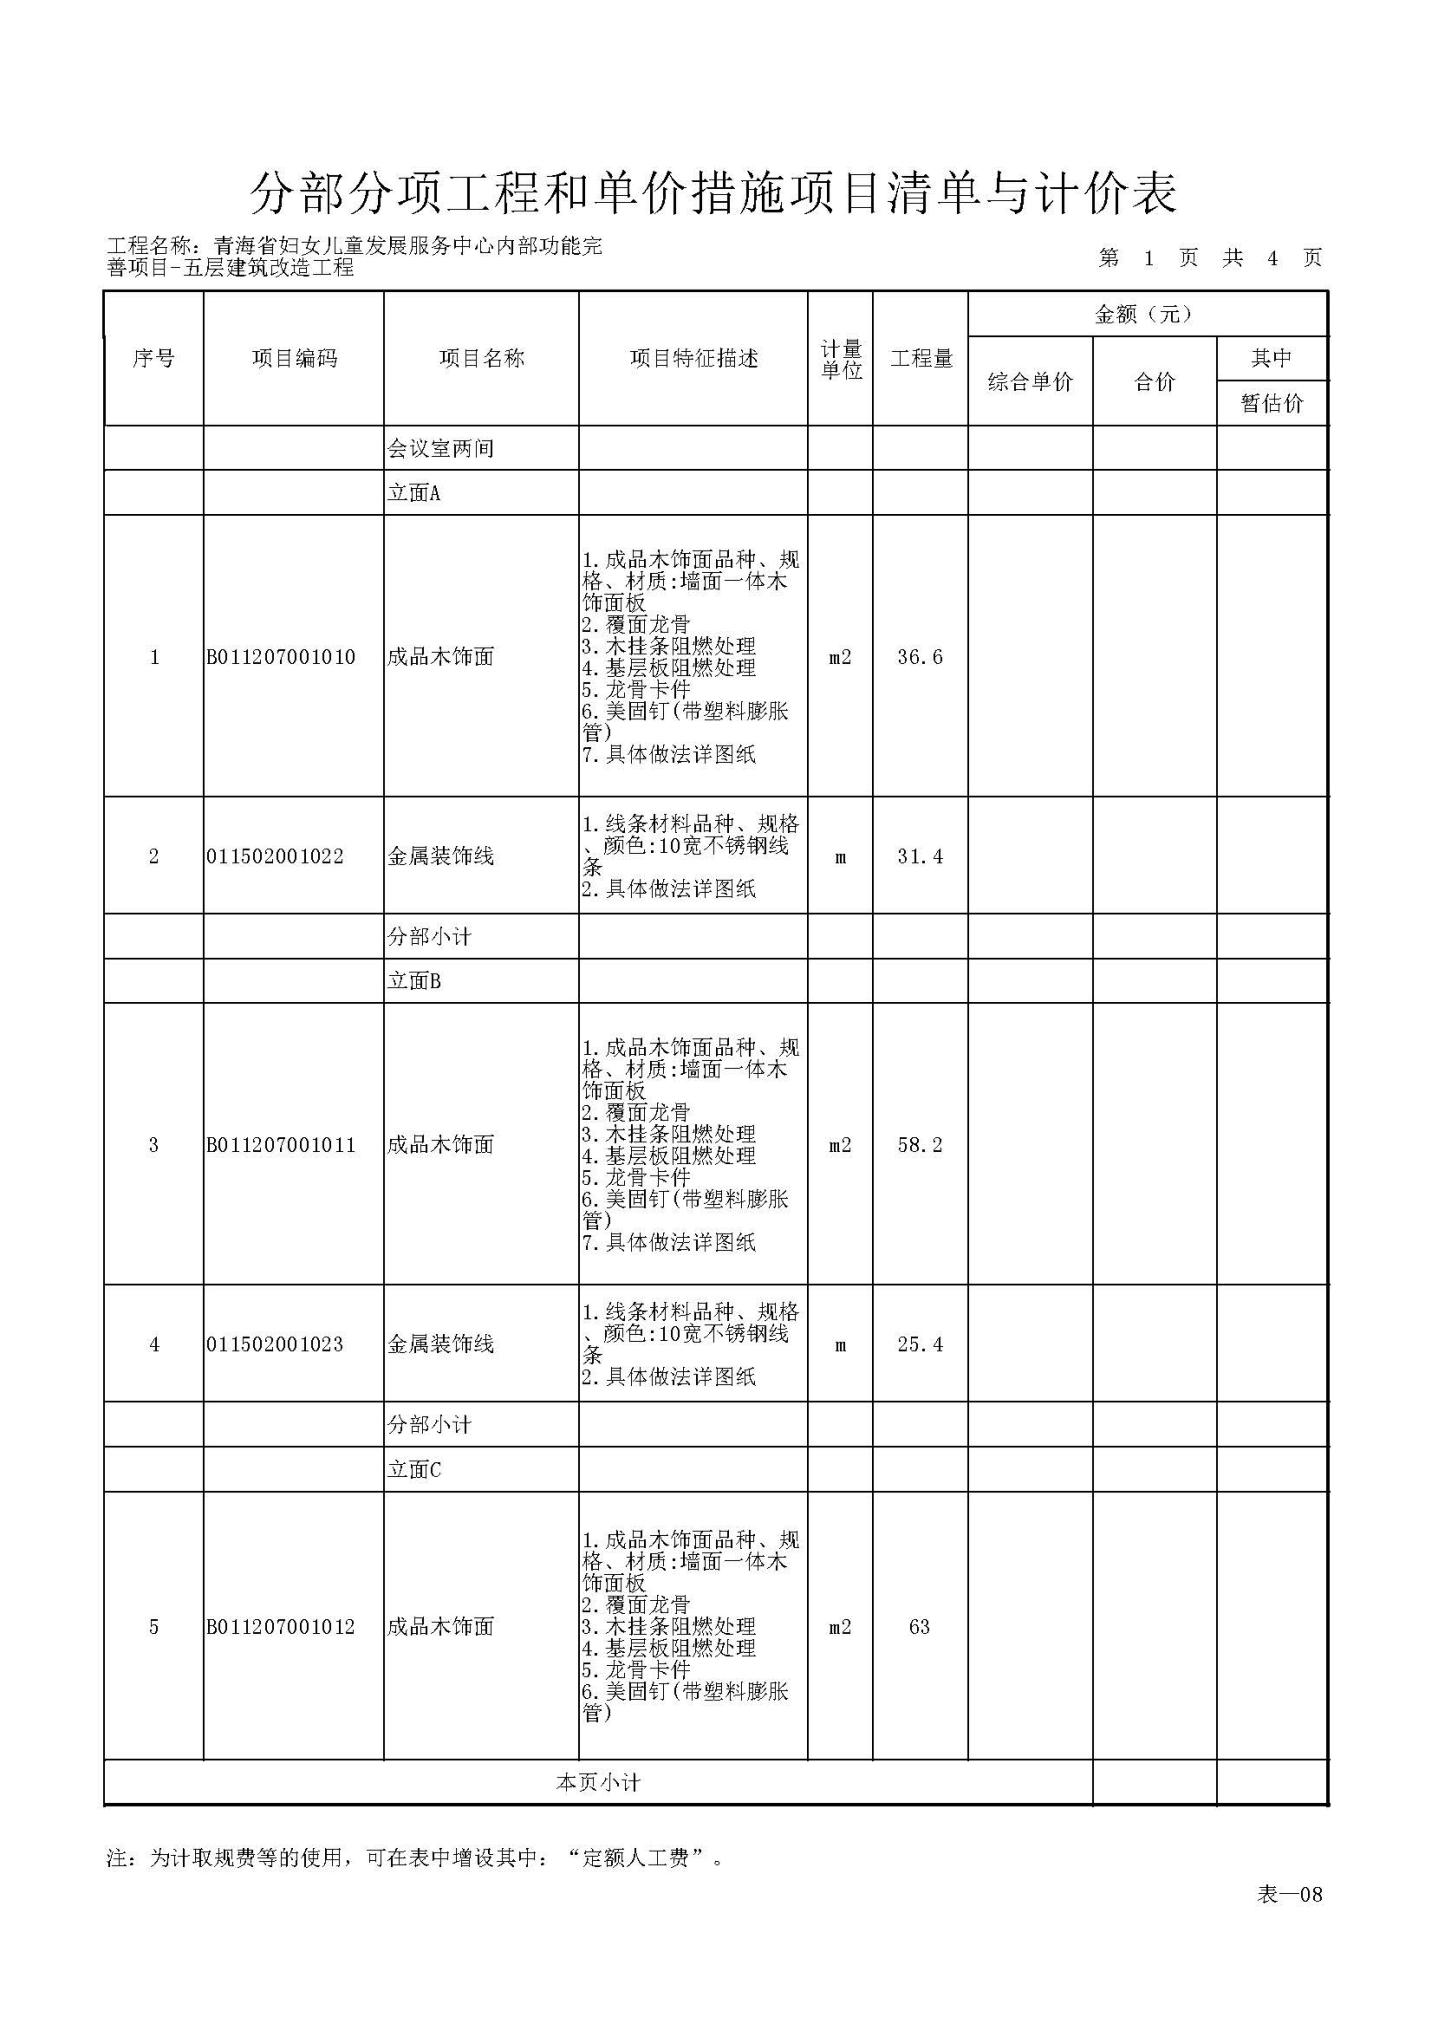 分部分项工程和单价措施项目清单与计价表
工程名称：青海省妇女儿童发展服务中心内部功能完
善项目-五层建筑改造工程
第 1 页 共 4 页
序号 项目编码 项目名称 项目特征描述 计量单位 工程量 金额（元）
综合单价 合价 其中
暂估价
会议室两间
立面A
1 B011207001010 成品木饰面
1.成品木饰面品种、规
格、材质:墙面一体木
饰面板
2.覆面龙骨
3.木挂条阻燃处理
4.基层板阻燃处理
5.龙骨卡件
6.美固钉(带塑料膨胀
管)
7.具体做法详图纸
m2 36.6
2 011502001022 金属装饰线
1.线条材料品种、规格
、颜色:10宽不锈钢线
条
2.具体做法详图纸
m 31.4
分部小计
立面B
3 B011207001011 成品木饰面
1.成品木饰面品种、规
格、材质:墙面一体木
饰面板
2.覆面龙骨
3.木挂条阻燃处理
4.基层板阻燃处理
5.龙骨卡件
6.美固钉(带塑料膨胀
管)
7.具体做法详图纸
m2 58.2
4 011502001023 金属装饰线
1.线条材料品种、规格
、颜色:10宽不锈钢线
条
2.具体做法详图纸
m 25.4
分部小计
立面C
5 B011207001012 成品木饰面
1.成品木饰面品种、规
格、材质:墙面一体木
饰面板
2.覆面龙骨
3.木挂条阻燃处理
4.基层板阻燃处理
5.龙骨卡件
6.美固钉(带塑料膨胀
管)
m2 63
本页小计
注：为计取规费等的使用，可在表中增设其中：“定额人工费”。
表—08